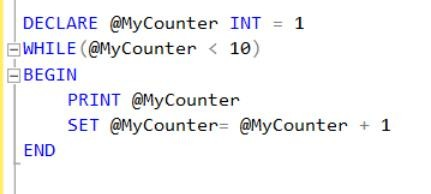 DECLARE @MyCounter INT = 1
WHILE(@MyCounter < 10)
BEGIN
PRINT @MyCounter
SET @MyCounter= @MyCounter + 1
END